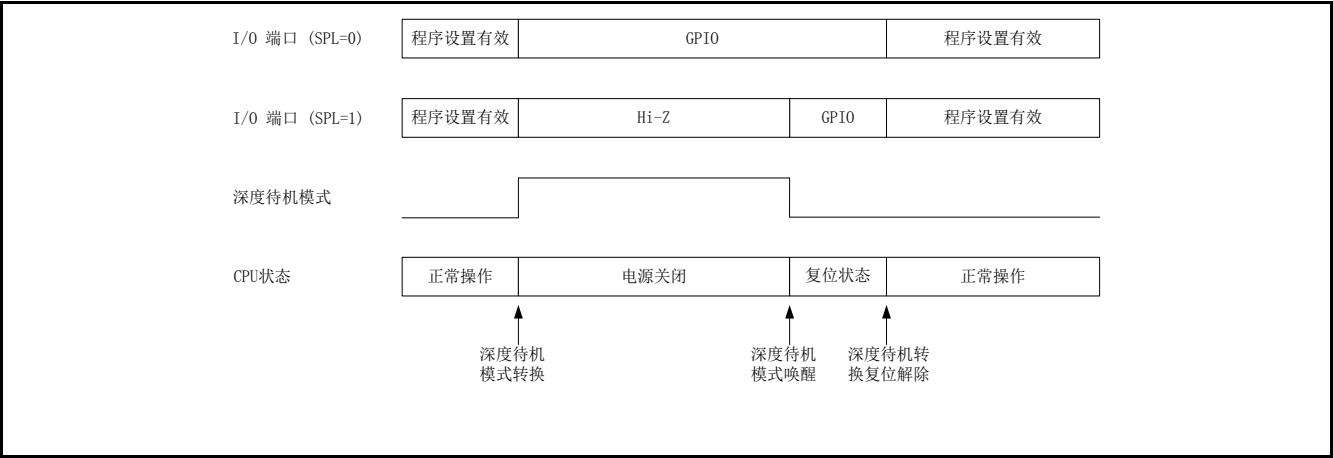 I/O 端口 (SPL=0) 程序设置有效 GPIO 程序设置有效
I/O 端口 (SPL=1) 程序设置有效 Hi-Z GPIO 程序设置有效
深度待机模式
CPU状态 正常操作 电源关闭 复位状态 正常操作
深度待机 深度待机 深度待机转
模式转换 模式唤醒 换复位解除